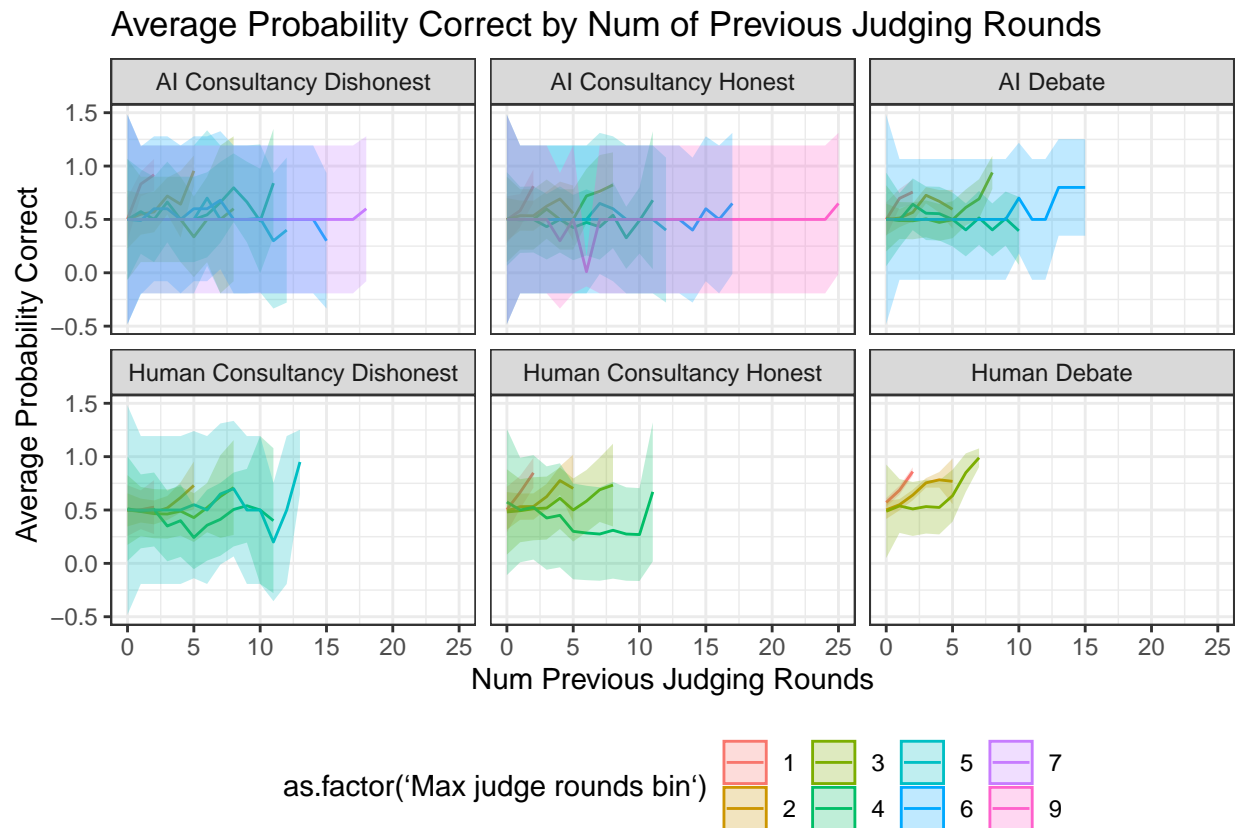 Average Probability Correct by Num of Previous Judging Rounds
AI Consultancy Dishonest
AI Consultancy Honest
AI Debate
1.5
1.0
0.5
0.0
−0.5
Human Consultancy Dishonest
Human Consultancy Honest
Human Debate
1.5
1.0
0.5
0.0
−0.5
Average Probability Correct
0 5 10 15 20 25
0 5 10 15 20 25
0 5 10 15 20 25
Num Previous Judging Rounds
as.factor(‘Max judge rounds bin‘)
1 3 5 7
2 4 6 9